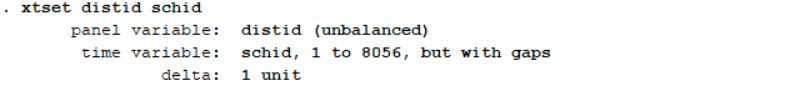 . xtset distid schid
panel variable: distid (unbalanced)
time variable: schid, 1 to 8056, but with gaps
delta: 1 unit